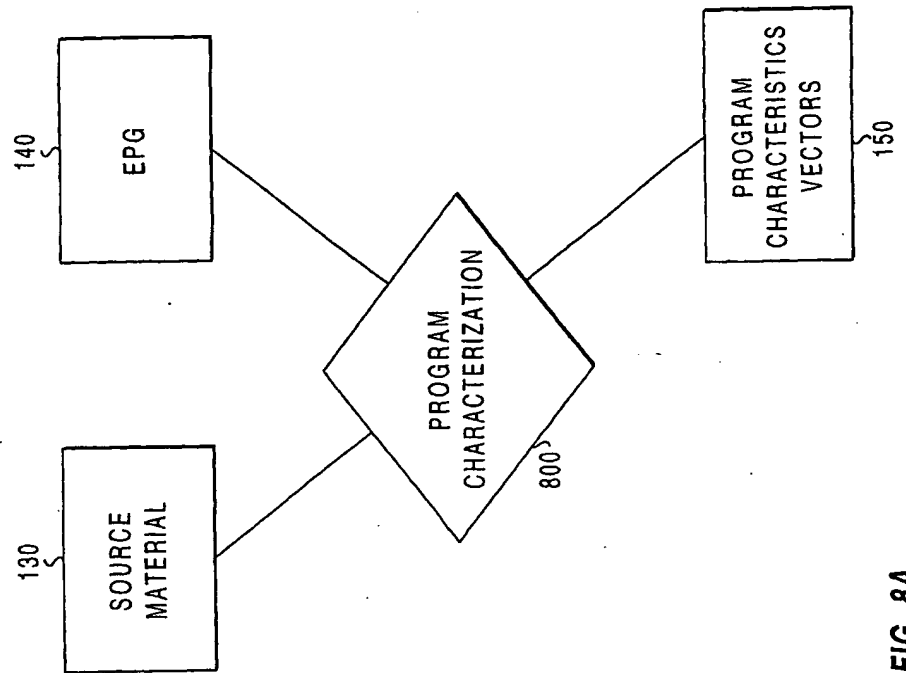 130
SOURCE
MATERIAL
140
EPG
PROGRAM
CHARACTERIZATION
800
PROGRAM
CHARACTERISTICS
VECTORS
150
FIG. 8A